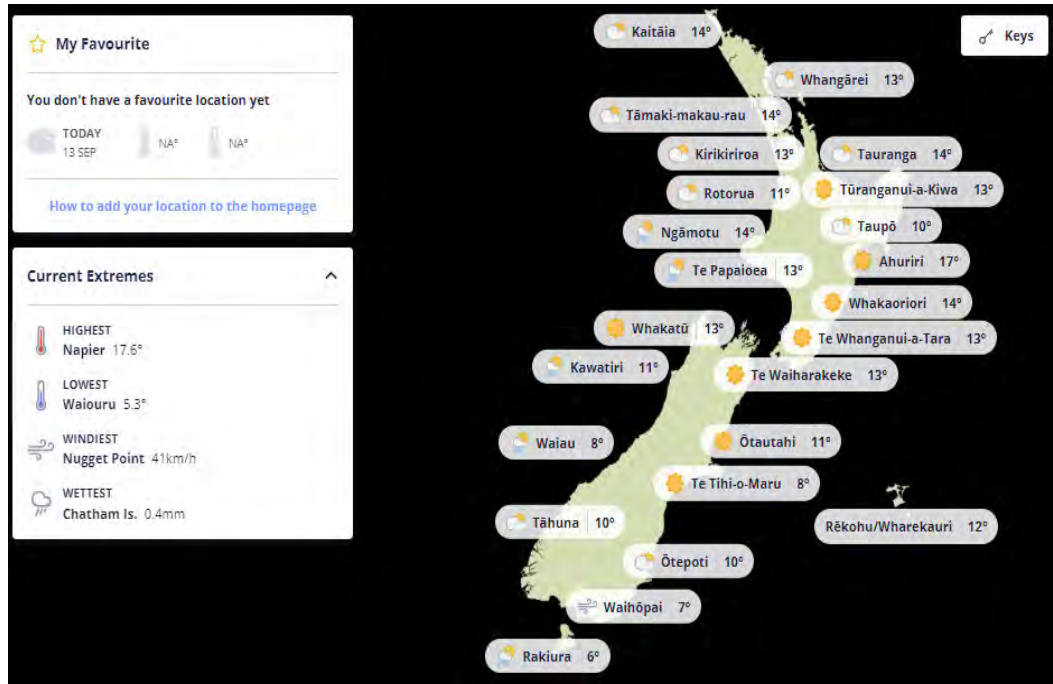 My Favourite
You don't have a favourite location yet
TODAY
13 SEP
NA°
NA°
How to add your location to the homepage
Current Extremes
HIGHEST
Napier 17.6°
LOWEST
Waiouru 5.3°
WINDIEST
Nugget Point 41km/h
WETTEST
Chatham Is. 0.4mm
Keys
Kaitāia 14°
Whangārei 13°
Tāmaki-makau-rau 14°
Kirikiriroa 13°
Tauranga 14°
Rotorua 11°
Tūranganui-a-Kiwa 13°
Ngāmotu 14°
Taupō 10°
Te Papaioea 13°
Ahuriri 17°
Whakaoriori 14°
Whakatū 13°
Te Whanganui-a-Tara 13°
Kawatiri 11°
Te Waiharakeke 13°
Waiau 8°
Ōtautahi 11°
Te Tihi-o-Maru 8°
Tāhuna 10°
Rēkohu/Wharekauri 12°
Ōtepoti 10°
Waihōpai 7°
Rakiura 6°